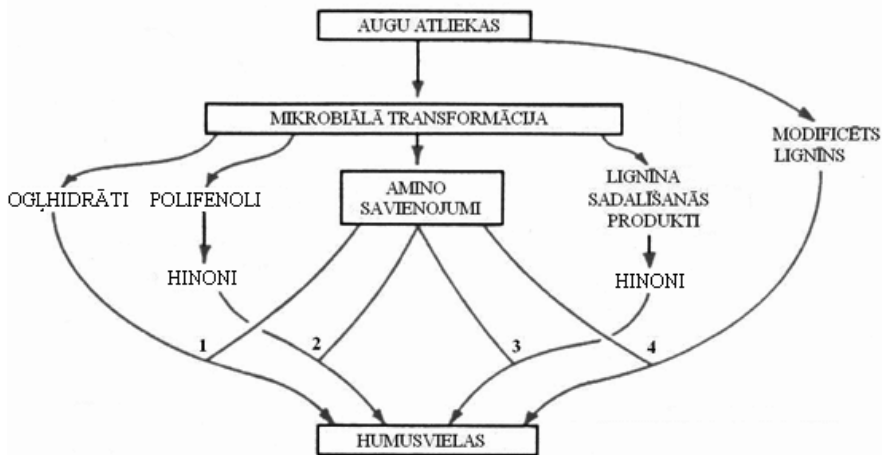 AUGU ATLIEKAS
MIKROBIĀLĀ TRANSFORMĀCIJA
MODIFICĒTS
LIGNĪNS
OGĻHIDRĀTI
POLIFENOLI
AMINO
SAVIENOJUMI
LIGNĪNA
SADALĪŠANĀS
PRODUKTI
HINONI
HINONI
1
2
3
4
HUMUSVIELAS